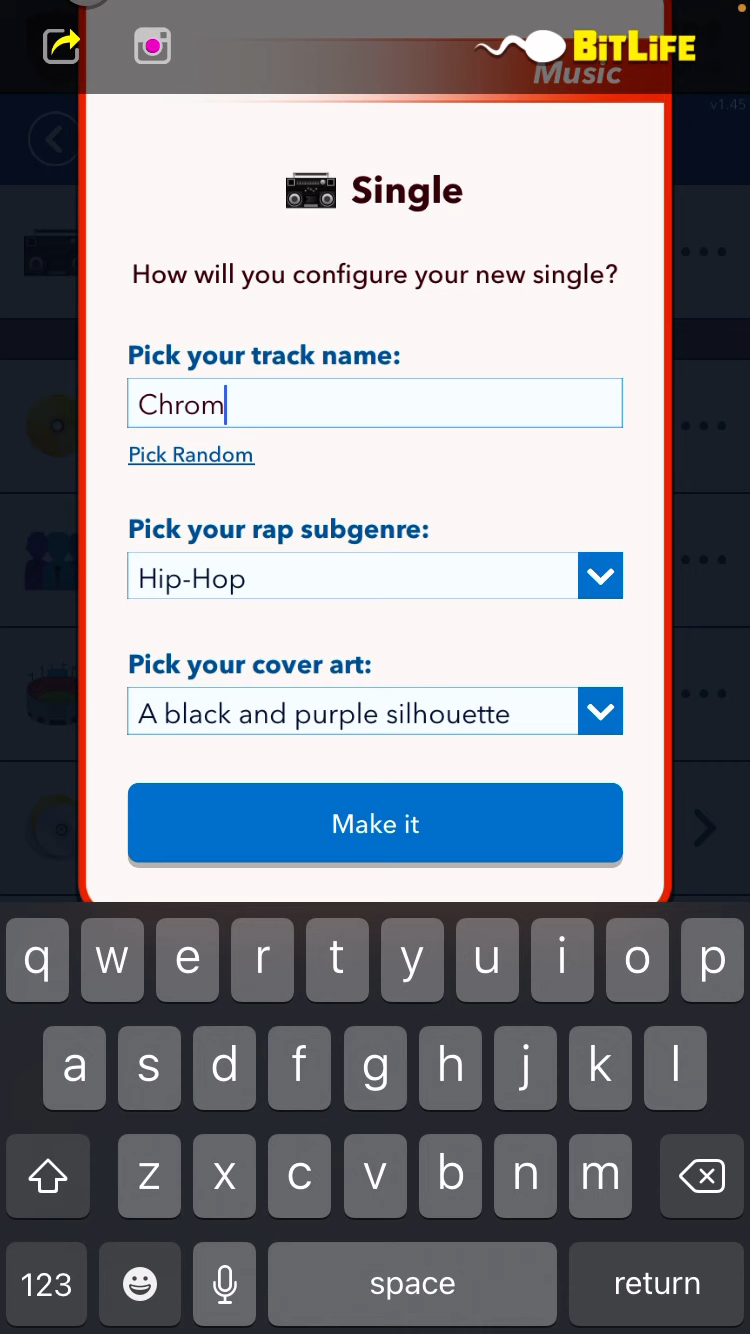 BITLIFE
Music
v1.45
Single
How will you configure your new single?
Pick your track name:
Chrom
Pick Random
Pick your rap subgenre:
Hip-Hop
Pick your cover art:
A black and purple silhouette
Make it
q w e r t y u i o p
a s d f g h j k l
z x c v b n m
123 space return